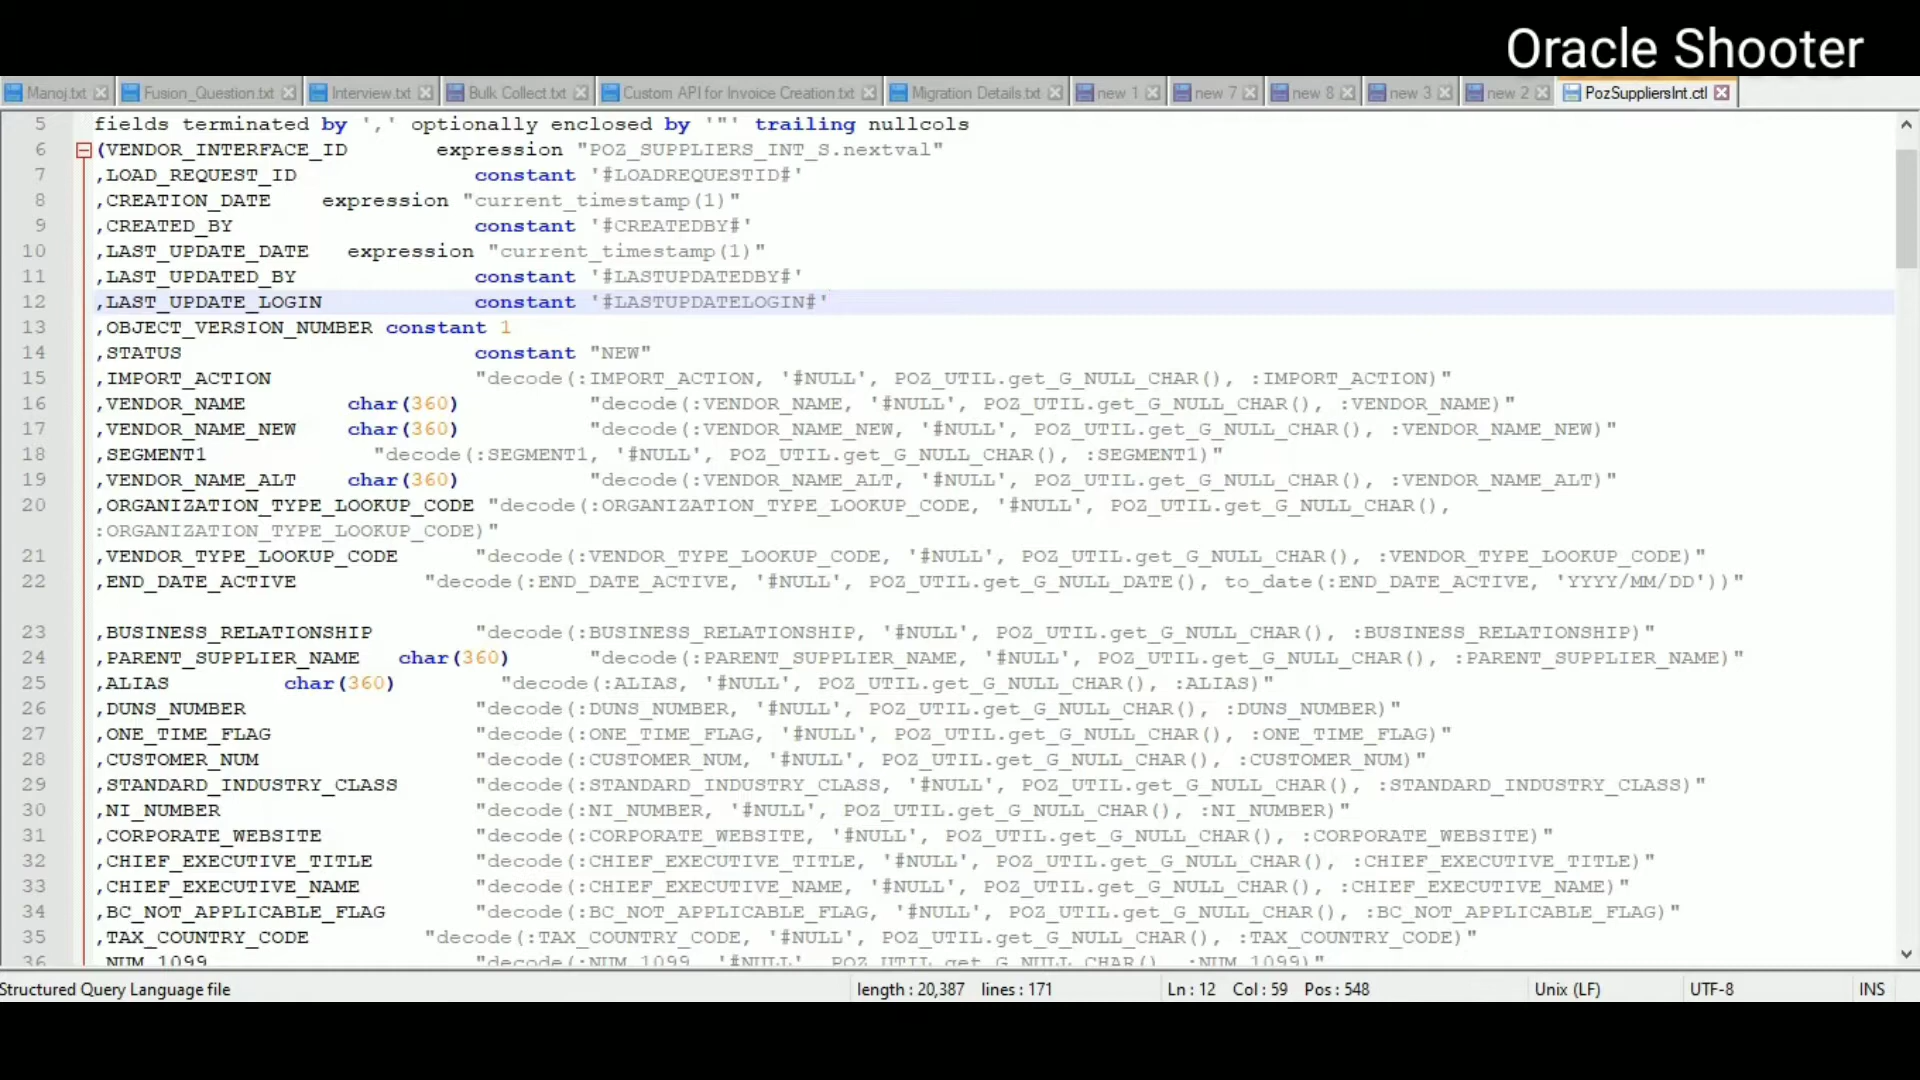 Oracle Shooter
Manoj.txt Fusion_Question.txt Interview.txt Bulk Collect.txt Custom API for Invoice Creation.txt Migration Details.txt new 1 new 7 new 8 new 3 new 2 PozSuppliersInt.ctl
5 fields terminated by ',' optionally enclosed by '"' trailing nullcols
6 (VENDOR_INTERFACE_ID expression "POZ_SUPPLIERS_INT_S.nextval"
7 ,LOAD_REQUEST_ID constant '#LOADREQUESTID#'
8 ,CREATION_DATE expression "current_timestamp(1)"
9 ,CREATED_BY constant '#CREATEDBY#'
10 ,LAST_UPDATE_DATE expression "current_timestamp(1)"
11 ,LAST_UPDATED_BY constant '#LASTUPDATEDBY#'
12 ,LAST_UPDATE_LOGIN constant '#LASTUPDATELOGIN#'
13 ,OBJECT_VERSION_NUMBER constant 1
14 ,STATUS constant "NEW"
15 ,IMPORT_ACTION "decode(:IMPORT_ACTION, '#NULL', POZ_UTIL.get_G_NULL_CHAR(), :IMPORT_ACTION)"
16 ,VENDOR_NAME char(360) "decode(:VENDOR_NAME, '#NULL', POZ_UTIL.get_G_NULL_CHAR(), :VENDOR_NAME)"
17 ,VENDOR_NAME_NEW char(360) "decode(:VENDOR_NAME_NEW, '#NULL', POZ_UTIL.get_G_NULL_CHAR(), :VENDOR_NAME_NEW)"
18 ,SEGMENT1 "decode(:SEGMENT1, '#NULL', POZ_UTIL.get_G_NULL_CHAR(), :SEGMENT1)"
19 ,VENDOR_NAME_ALT char(360) "decode(:VENDOR_NAME_ALT, '#NULL', POZ_UTIL.get_G_NULL_CHAR(), :VENDOR_NAME_ALT)"
20 ,ORGANIZATION_TYPE_LOOKUP_CODE "decode(:ORGANIZATION_TYPE_LOOKUP_CODE, '#NULL', POZ_UTIL.get_G_NULL_CHAR(),
:ORGANIZATION_TYPE_LOOKUP_CODE)"
21 ,VENDOR_TYPE_LOOKUP_CODE "decode(:VENDOR_TYPE_LOOKUP_CODE, '#NULL', POZ_UTIL.get_G_NULL_CHAR(), :VENDOR_TYPE_LOOKUP_CODE)"
22 ,END_DATE_ACTIVE "decode(:END_DATE_ACTIVE, '#NULL', POZ_UTIL.get_G_NULL_DATE(), to_date(:END_DATE_ACTIVE, 'YYYY/MM/DD'))"
23 ,BUSINESS_RELATIONSHIP "decode(:BUSINESS_RELATIONSHIP, '#NULL', POZ_UTIL.get_G_NULL_CHAR(), :BUSINESS_RELATIONSHIP)"
24 ,PARENT_SUPPLIER_NAME char(360) "decode(:PARENT_SUPPLIER_NAME, '#NULL', POZ_UTIL.get_G_NULL_CHAR(), :PARENT_SUPPLIER_NAME)"
25 ,ALIAS char(360) "decode(:ALIAS, '#NULL', POZ_UTIL.get_G_NULL_CHAR(), :ALIAS)"
26 ,DUNS_NUMBER "decode(:DUNS_NUMBER, '#NULL', POZ_UTIL.get_G_NULL_CHAR(), :DUNS_NUMBER)"
27 ,ONE_TIME_FLAG "decode(:ONE_TIME_FLAG, '#NULL', POZ_UTIL.get_G_NULL_CHAR(), :ONE_TIME_FLAG)"
28 ,CUSTOMER_NUM "decode(:CUSTOMER_NUM, '#NULL', POZ_UTIL.get_G_NULL_CHAR(), :CUSTOMER_NUM)"
29 ,STANDARD_INDUSTRY_CLASS "decode(:STANDARD_INDUSTRY_CLASS, '#NULL', POZ_UTIL.get_G_NULL_CHAR(), :STANDARD_INDUSTRY_CLASS)"
30 ,NI_NUMBER "decode(:NI_NUMBER, '#NULL', POZ_UTIL.get_G_NULL_CHAR(), :NI_NUMBER)"
31 ,CORPORATE_WEBSITE "decode(:CORPORATE_WEBSITE, '#NULL', POZ_UTIL.get_G_NULL_CHAR(), :CORPORATE_WEBSITE)"
32 ,CHIEF_EXECUTIVE_TITLE "decode(:CHIEF_EXECUTIVE_TITLE, '#NULL', POZ_UTIL.get_G_NULL_CHAR(), :CHIEF_EXECUTIVE_TITLE)"
33 ,CHIEF_EXECUTIVE_NAME "decode(:CHIEF_EXECUTIVE_NAME, '#NULL', POZ_UTIL.get_G_NULL_CHAR(), :CHIEF_EXECUTIVE_NAME)"
34 ,BC_NOT_APPLICABLE_FLAG "decode(:BC_NOT_APPLICABLE_FLAG, '#NULL', POZ_UTIL.get_G_NULL_CHAR(), :BC_NOT_APPLICABLE_FLAG)"
35 ,TAX_COUNTRY_CODE "decode(:TAX_COUNTRY_CODE, '#NULL', POZ_UTIL.get_G_NULL_CHAR(), :TAX_COUNTRY_CODE)"
36 ,NUM_1099 "decode(:NUM_1099, '#NULL', POZ_UTIL.get_G_NULL_CHAR(), :NUM_1099)"
Structured Query Language file length : 20,387 lines : 171 Ln : 12 Col : 59 Pos : 548 Unix (LF) UTF-8 INS